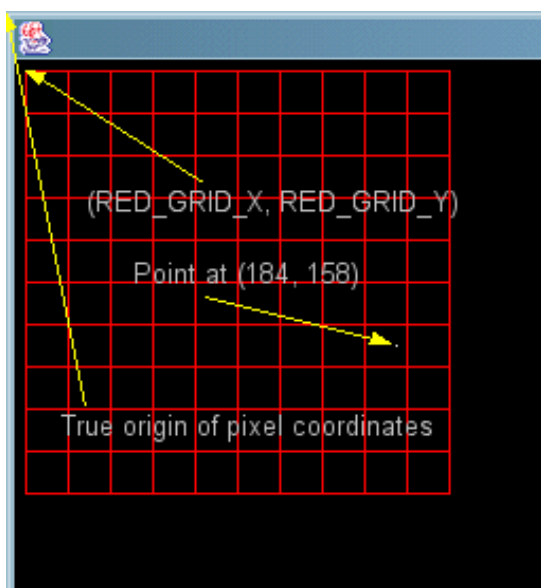 (RED_GRID_X, RED_GRID_Y)
Point at (184, 158)
True origin of pixel coordinates